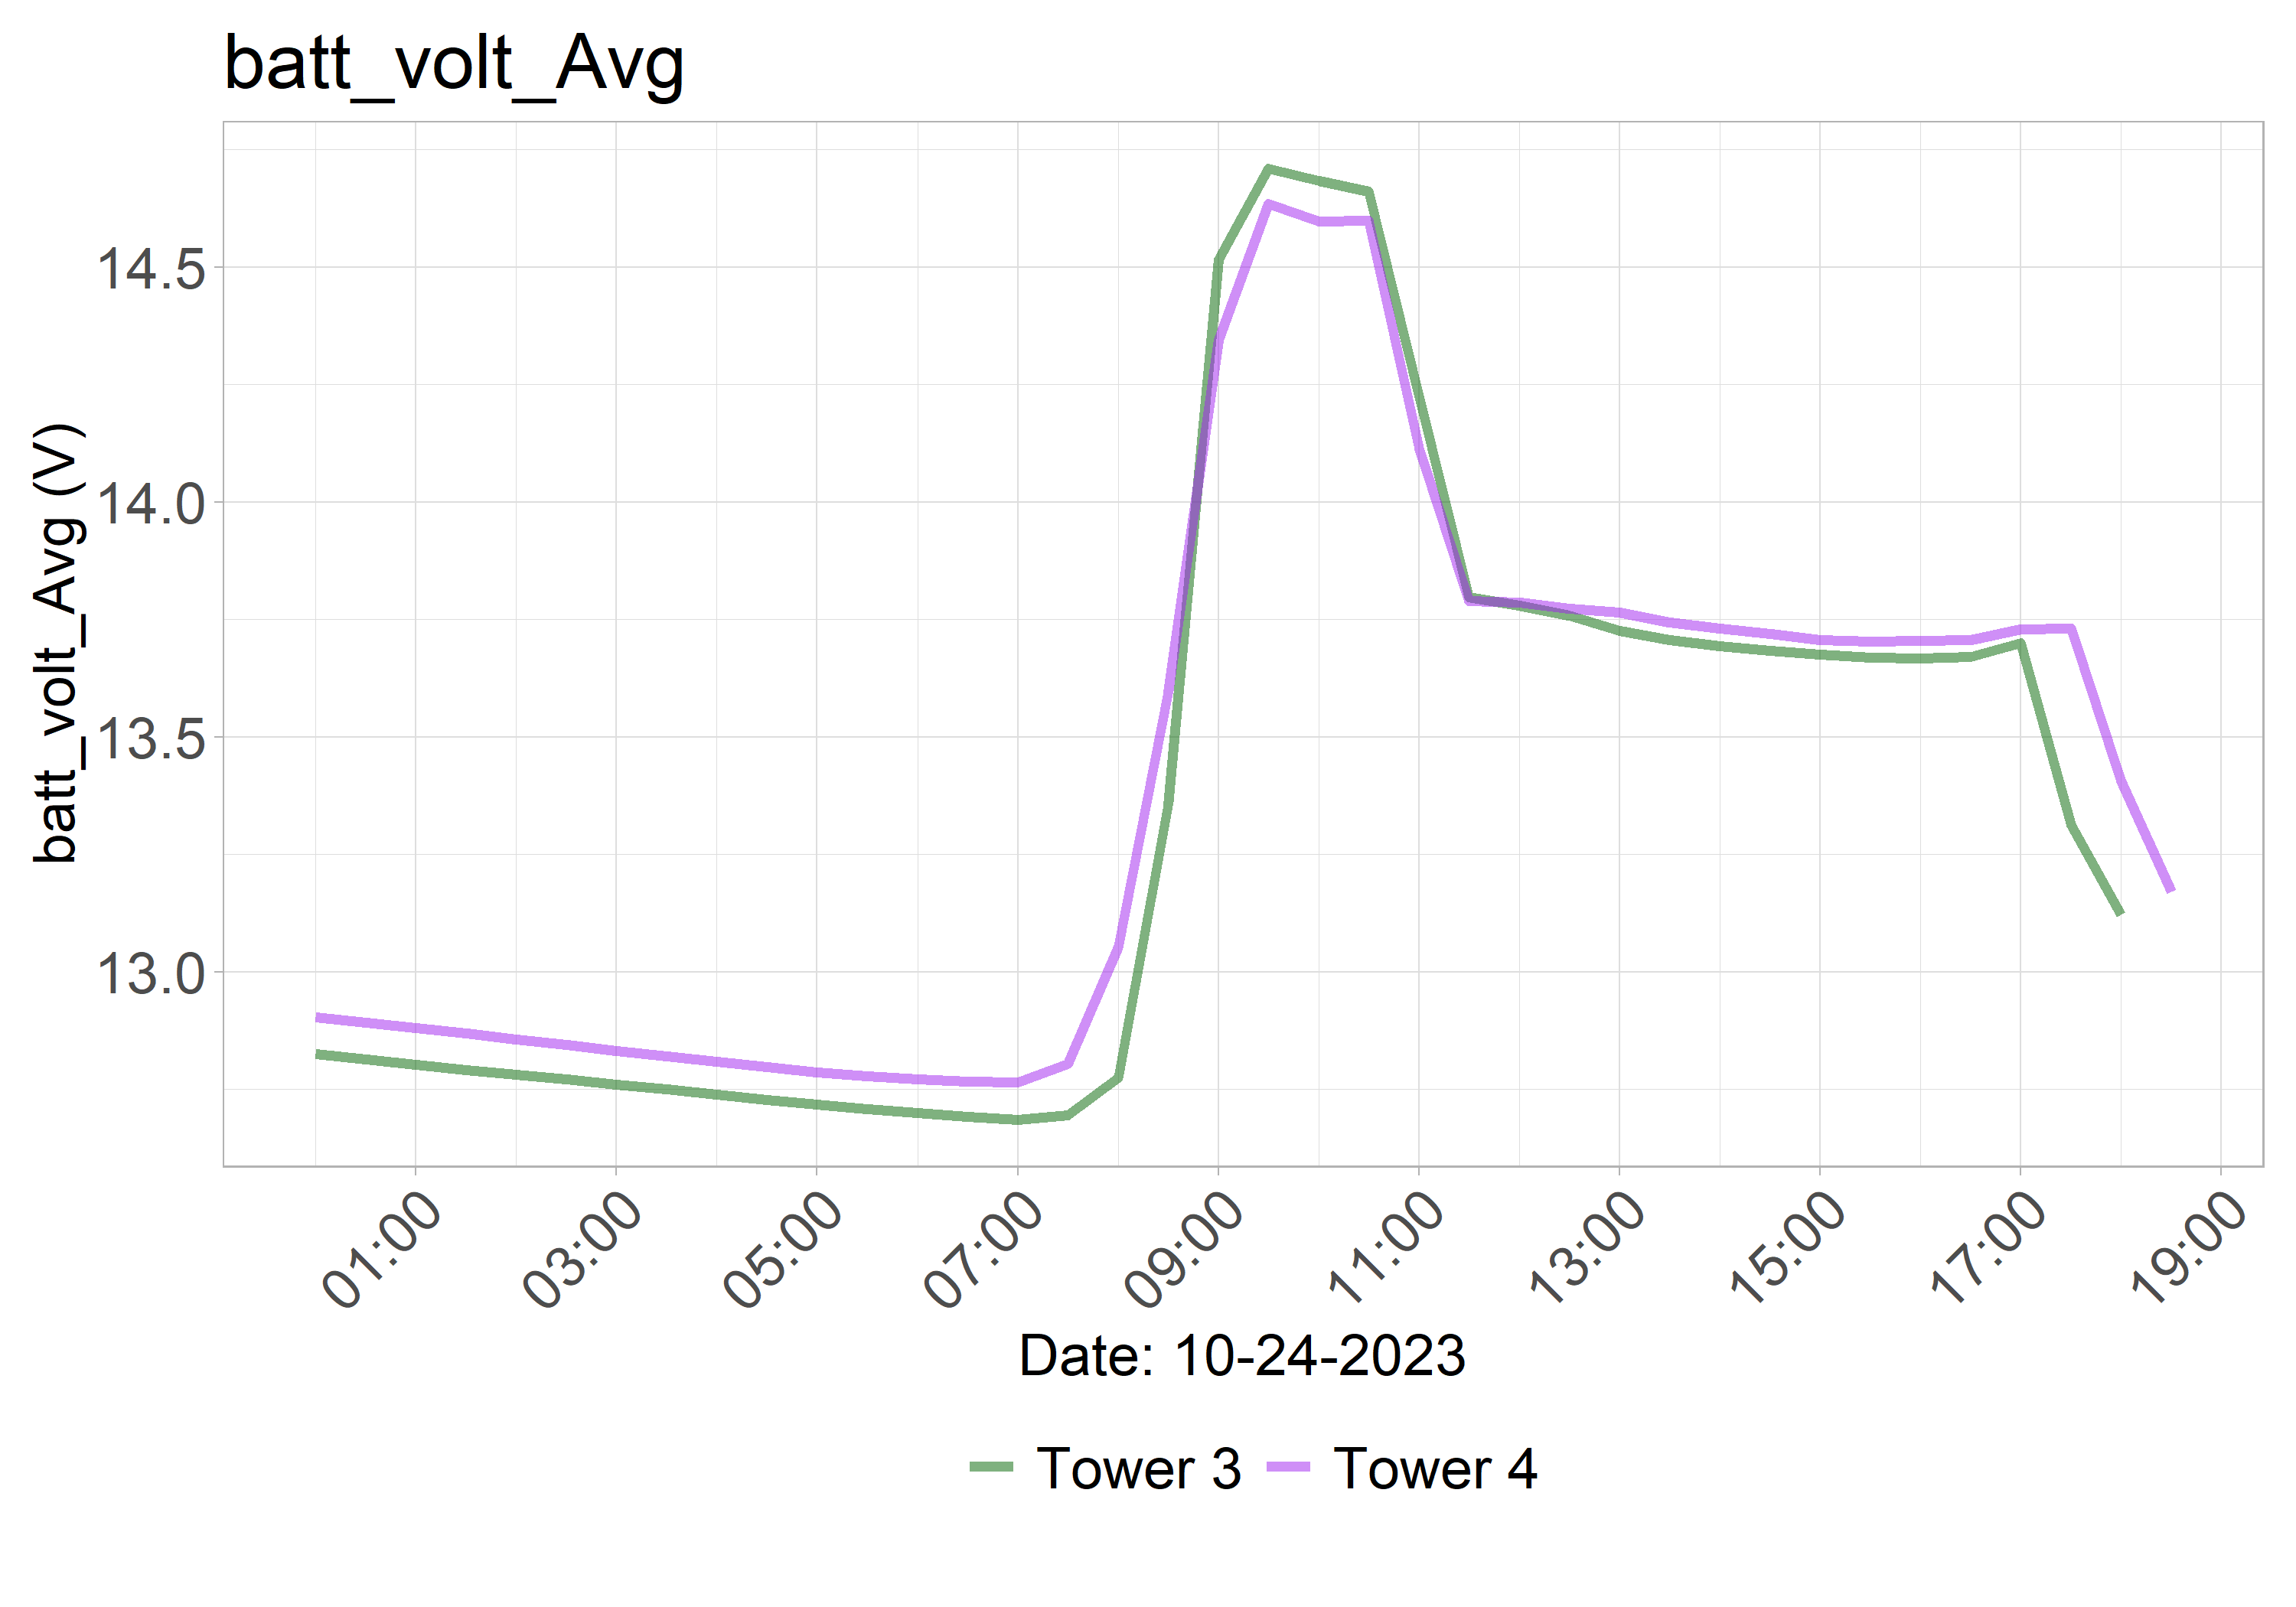 batt_volt_Avg
batt_volt_Avg (V)
14.5
14.0
13.5
13.0
01:00 03:00 05:00 07:00 09:00 11:00 13:00 15:00 17:00 19:00
Date: 10-24-2023
Tower 3 Tower 4